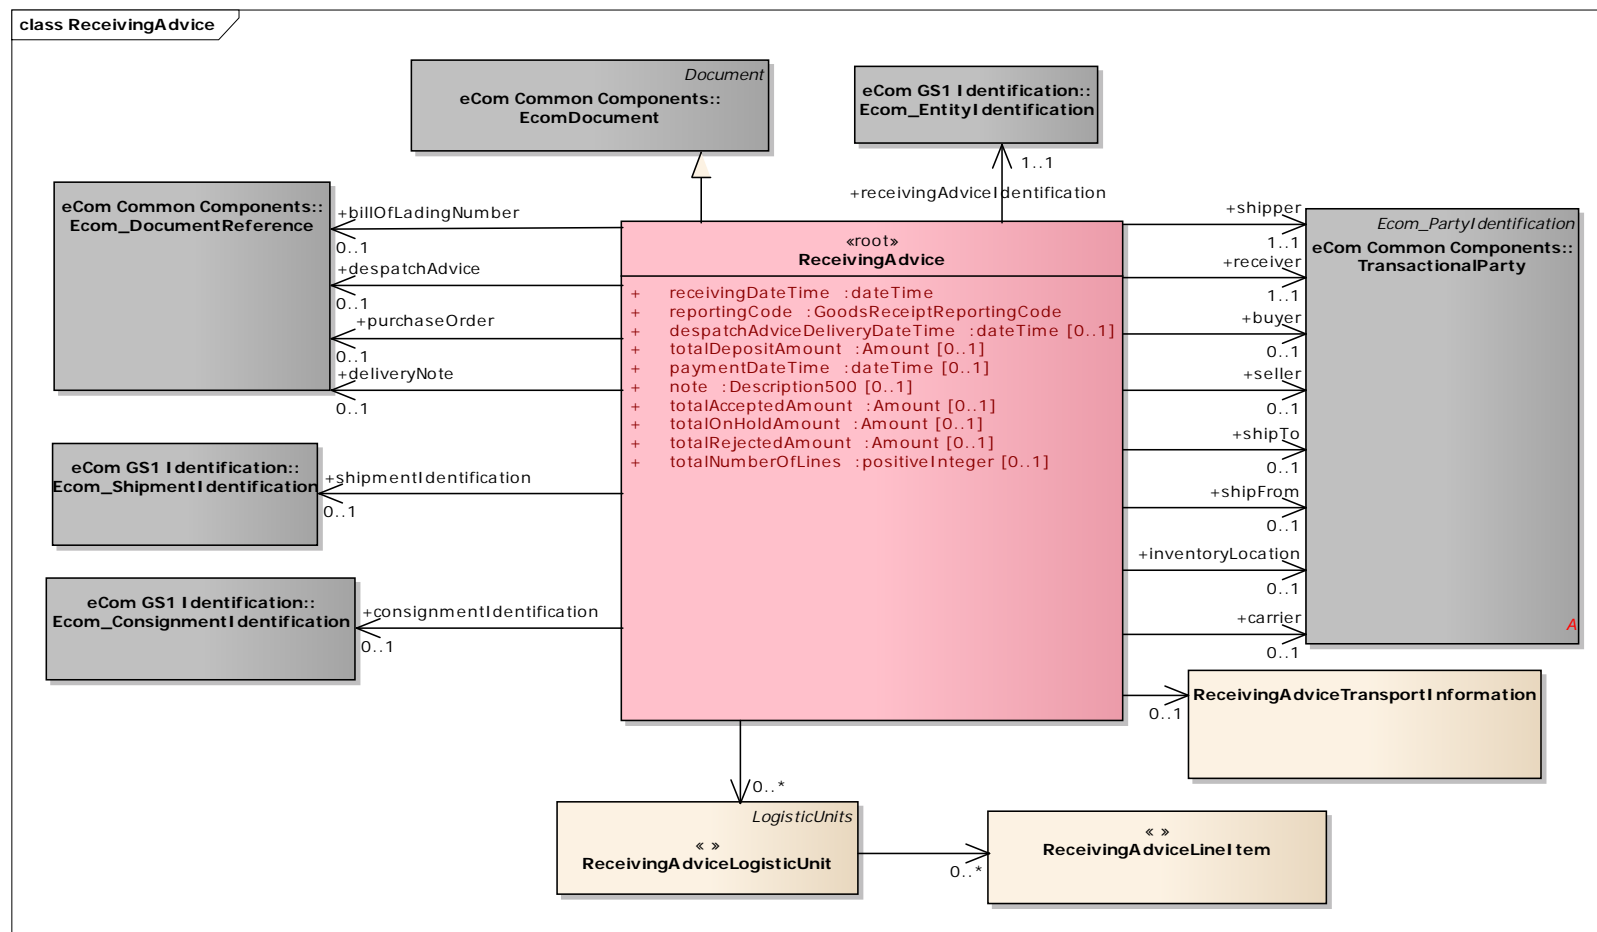 class ReceivingAdvice
Document
eCom Common Components::
EcomDocument
eCom GS1 Identification::
Ecom_EntityIdentification
1..1
+receivingAdviceIdentification
eCom Common Components::
Ecom_DocumentReference
+billOfLadingNumber
0..1
+despatchAdvice
0..1
+purchaseOrder
0..1
+deliveryNote
0..1
eCom GS1 Identification::
Ecom_ShipmentIdentification
+shipmentIdentification
0..1
eCom GS1 Identification::
Ecom_ConsignmentIdentification
+consignmentIdentification
0..1
«root»
ReceivingAdvice
+ receivingDateTime :dateTime
+ reportingCode :GoodsReceiptReportingCode
+ despatchAdviceDeliveryDateTime :dateTime [0..1]
+ totalDepositAmount :Amount [0..1]
+ paymentDateTime :dateTime [0..1]
+ note :Description500 [0..1]
+ totalAcceptedAmount :Amount [0..1]
+ totalOnHoldAmount :Amount [0..1]
+ totalRejectedAmount :Amount [0..1]
+ totalNumberOfLines :positiveInteger [0..1]
+shipper
1..1
+receiver
1..1
+buyer
0..1
+seller
0..1
+shipTo
0..1
+shipFrom
0..1
+inventoryLocation
0..1
+carrier
0..1
Ecom_PartyIdentification
eCom Common Components::
TransactionalParty
A
ReceivingAdviceTransportInformation
0..1
0..*
LogisticUnits
« »
ReceivingAdviceLogisticUnit
0..*
« »
ReceivingAdviceLineItem